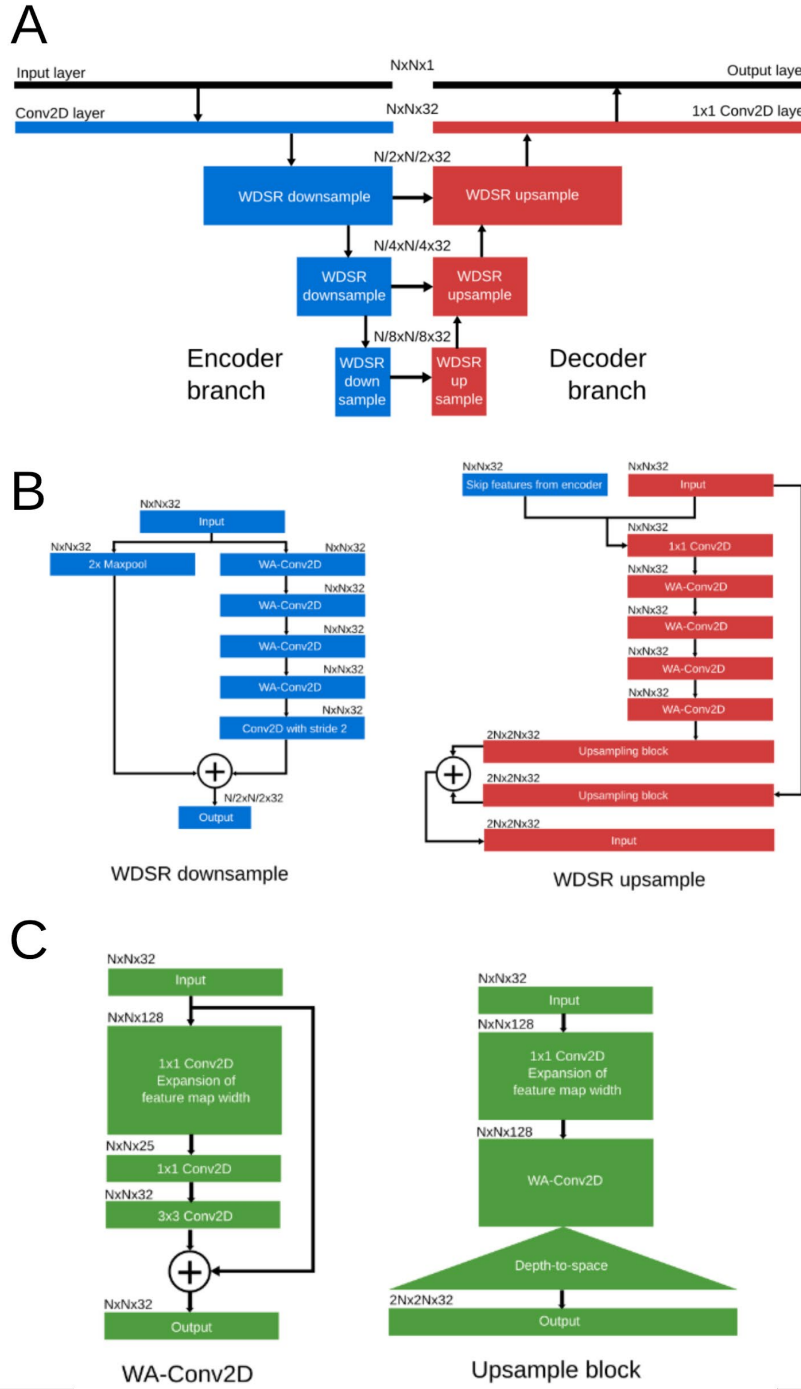 A
Input layer
NxNx1
Output laye
Conv2D layer
NxNx32
1x1 Conv2D laye
N/2xN/2x32
WDSR downsample
WDSR upsample
N/4xN/4x32
WDSR
downsample
WDSR
upsample
N/8xN/8x32
WDSR
down
sample
WDSR
up
sample
Encoder
branch
Decoder
branch
B
NxNx32
Input
NxNx32
2x Maxpool
NxNx32
WA-Conv2D
NxNx32
WA-Conv2D
NxNx32
WA-Conv2D
NxNx32
WA-Conv2D
NxNx32
Conv2D with stride 2
+
N/2xN/2x32
Output
WDSR downsample
NxNx32
Skip features from encoder
NxNx32
Input
NxNx32
1x1 Conv2D
NxNx32
WA-Conv2D
NxNx32
WA-Conv2D
NxNx32
WA-Conv2D
NxNx32
WA-Conv2D
2Nx2Nx32
Upsampling block
+
2Nx2Nx32
Upsampling block
2Nx2Nx32
Input
WDSR upsample
C
NxNx32
Input
NxNx128
1x1 Conv2D
Expansion of
feature map width
NxNx25
1x1 Conv2D
NxNx32
3x3 Conv2D
+
NxNx32
Output
WA-Conv2D
NxNx32
Input
NxNx128
1x1 Conv2D
Expansion of
feature map width
NxNx128
WA-Conv2D
Depth-to-space
2Nx2Nx32
Output
Upsample block